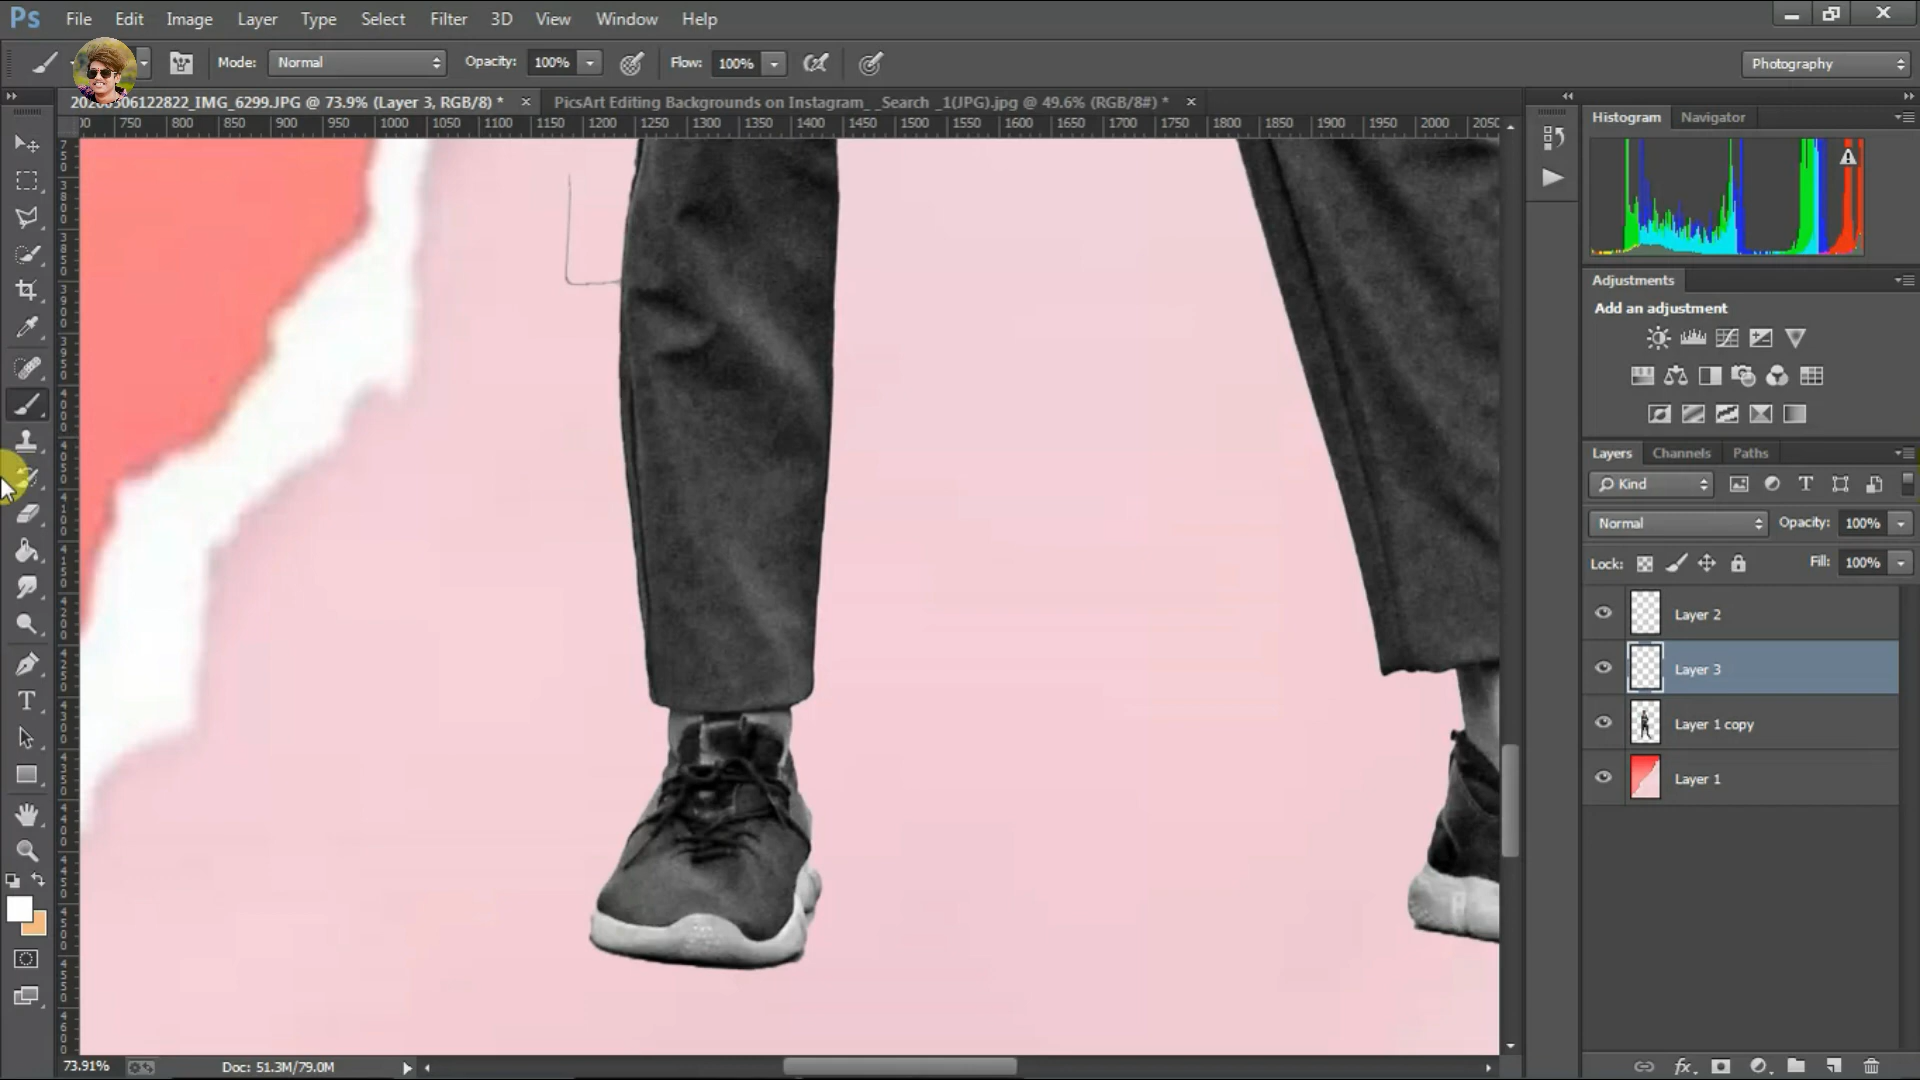 Ps File Edit Image Layer Type Select Filter 3D View Window Help
Mode: Normal Opacity: 100% Flow: 100% Photography
IMG_6299.JPG @ 73.9% (Layer 3, RGB/8) * × PicsArt Editing Backgrounds on Instagram_ _Search _1(JPG).jpg @ 49.6% (RGB/8#) * ×
750 800 850 900 950 1000 1050 1100 1150 1200 1250 1300 1350 1400 1450 1500 1550 1600 1650 1700 1750 1800 1850 1900 1950 2000
Histogram Navigator
Adjustments
Add an adjustment
Layers Channels Paths
Kind
Normal Opacity: 100%
Lock: Fill: 100%
Layer 2
Layer 3
Layer 1 copy
Layer 1
73.91% Doc: 51.3M/79.0M
fx